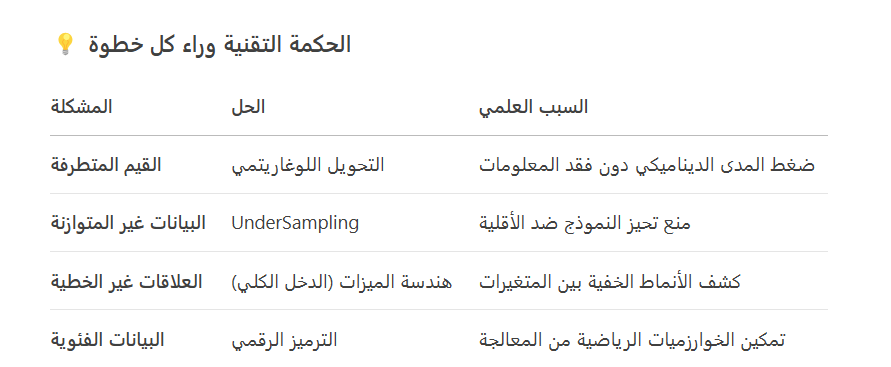 💡 الحكمة التقنية وراء كل خطوة
المشكلة الحل السبب العلمي
القيم المتطرفة التحويل اللوغاريتمي ضغط المدى الديناميكي دون فقد المعلومات
البيانات غير المتوازنة UnderSampling منع تحيز النموذج ضد الأقلية
العلاقات غير الخطية هندسة الميزات (الدخل الكلي) كشف الأنماط الخفية بين المتغيرات
البيانات الفئوية الترميز الرقمي تمكين الخوارزميات الرياضية من المعالجة